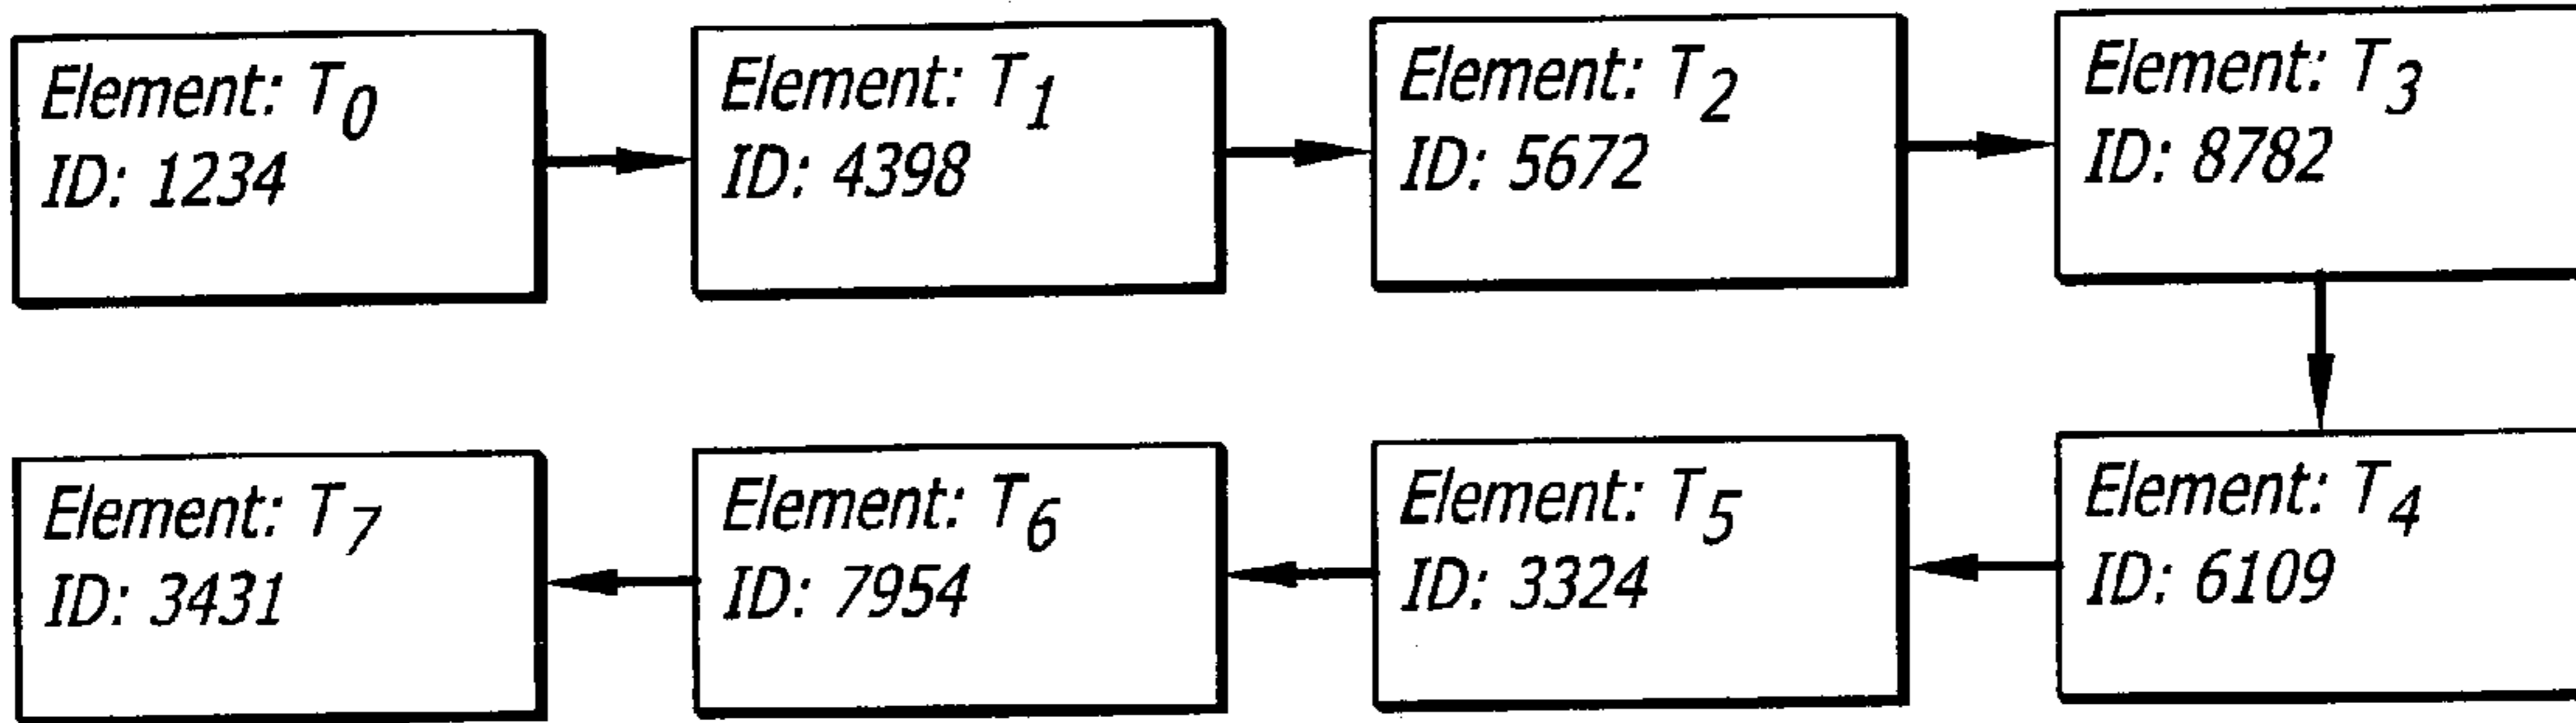 Element: T0
ID: 1234
Element: T1
ID: 4398
Element: T2
ID: 5672
Element: T3
ID: 8782
Element: T4
ID: 6109
Element: T5
ID: 3324
Element: T6
ID: 7954
Element: T7
ID: 3431